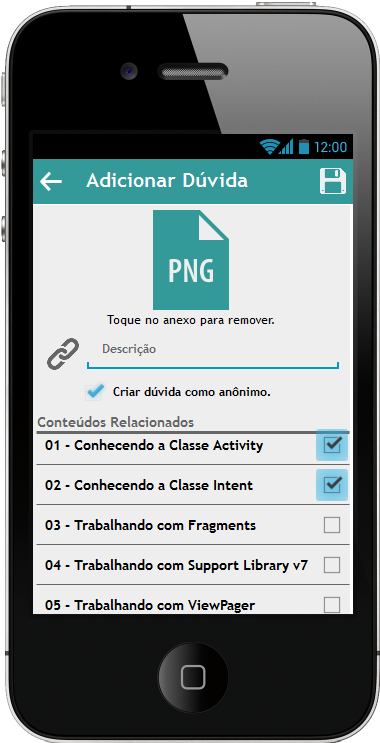 12:00
Adicionar Dúvida
PNG
Toque no anexo para remover.
Descrição
Criar dúvida como anônimo.
Conteúdos Relacionados
01 - Conhecendo a Classe Activity
02 - Conhecendo a Classe Intent
03 - Trabalhando com Fragments
04 - Trabalhando com Support Library v7
05 - Trabalhando com ViewPager